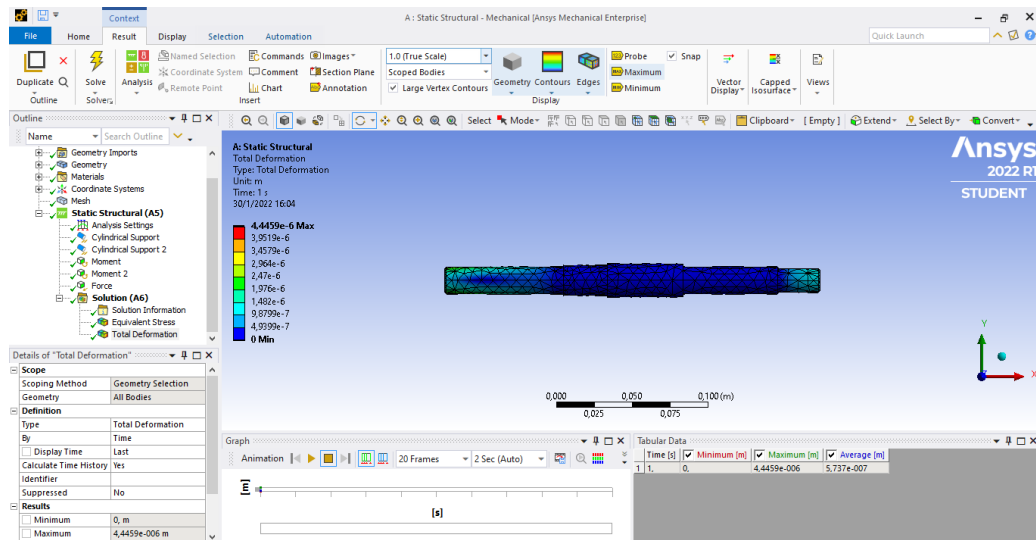 Context
A : Static Structural - Mechanical [Ansys Mechanical Enterprise]
File Home Result Display Selection Automation
Quick Launch
Duplicate Q
Outline
Solve
Solvers
Analysis
Named Selection
Coordinate System
Remote Point
Commands
Comment
Chart
Images
Section Plane
Annotation
Insert
1.0 (True Scale)
Scoped Bodies
Large Vertex Contours
Geometry Contours Edges
Probe
Maximum
Minimum
Snap
Display
Vector Display
Capped Isosurface
Views
Outline
Name Search Outline
Select Mode Clipboard [ Empty ] Extend Select By Convert
Geometry Imports
Geometry
Materials
Coordinate Systems
Mesh
Static Structural (A5)
Analysis Settings
Cylindrical Support
Cylindrical Support 2
Moment
Moment 2
Force
Solution (A6)
Solution Information
Equivalent Stress
Total Deformation
A: Static Structural
Total Deformation
Type: Total Deformation
Unit: m
Time: 1 s
30/1/2022 16:04
4,4459e-6 Max
3,9519e-6
3,4579e-6
2,964e-6
2,47e-6
1,976e-6
1,482e-6
9,8799e-7
4,9399e-7
0 Min
Ansys
2022 R1
STUDENT
Y
X
0,000 0,050 0,100 (m)
0,025 0,075
Details of "Total Deformation"
Scope
Scoping Method Geometry Selection
Geometry All Bodies
Definition
Type Total Deformation
By Time
Display Time Last
Calculate Time History Yes
Identifier
Suppressed No
Results
Minimum 0, m
Maximum 4,4459e-006 m
Graph
Animation 20 Frames 2 Sec (Auto)
[m]
[s]
Tabular Data
Time [s] Minimum [m] Maximum [m] Average [m]
1 1, 0, 4,4459e-006 5,737e-007